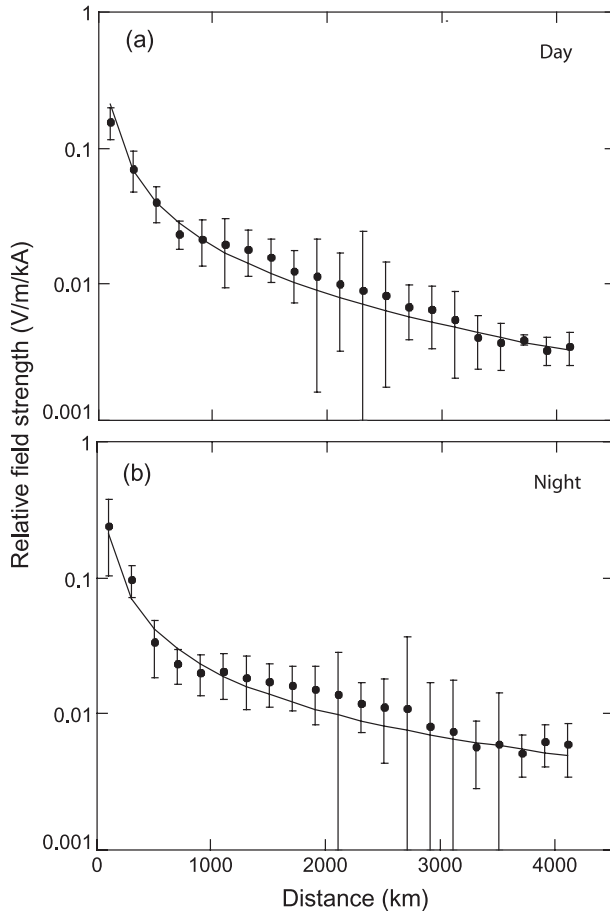 1
(a)
Day
0.1
0.01
0.001
Relative field strength (V/m/kA)
1
(b)
Night
0.1
0.01
0.001
0 1000 2000 3000 4000
Distance (km)